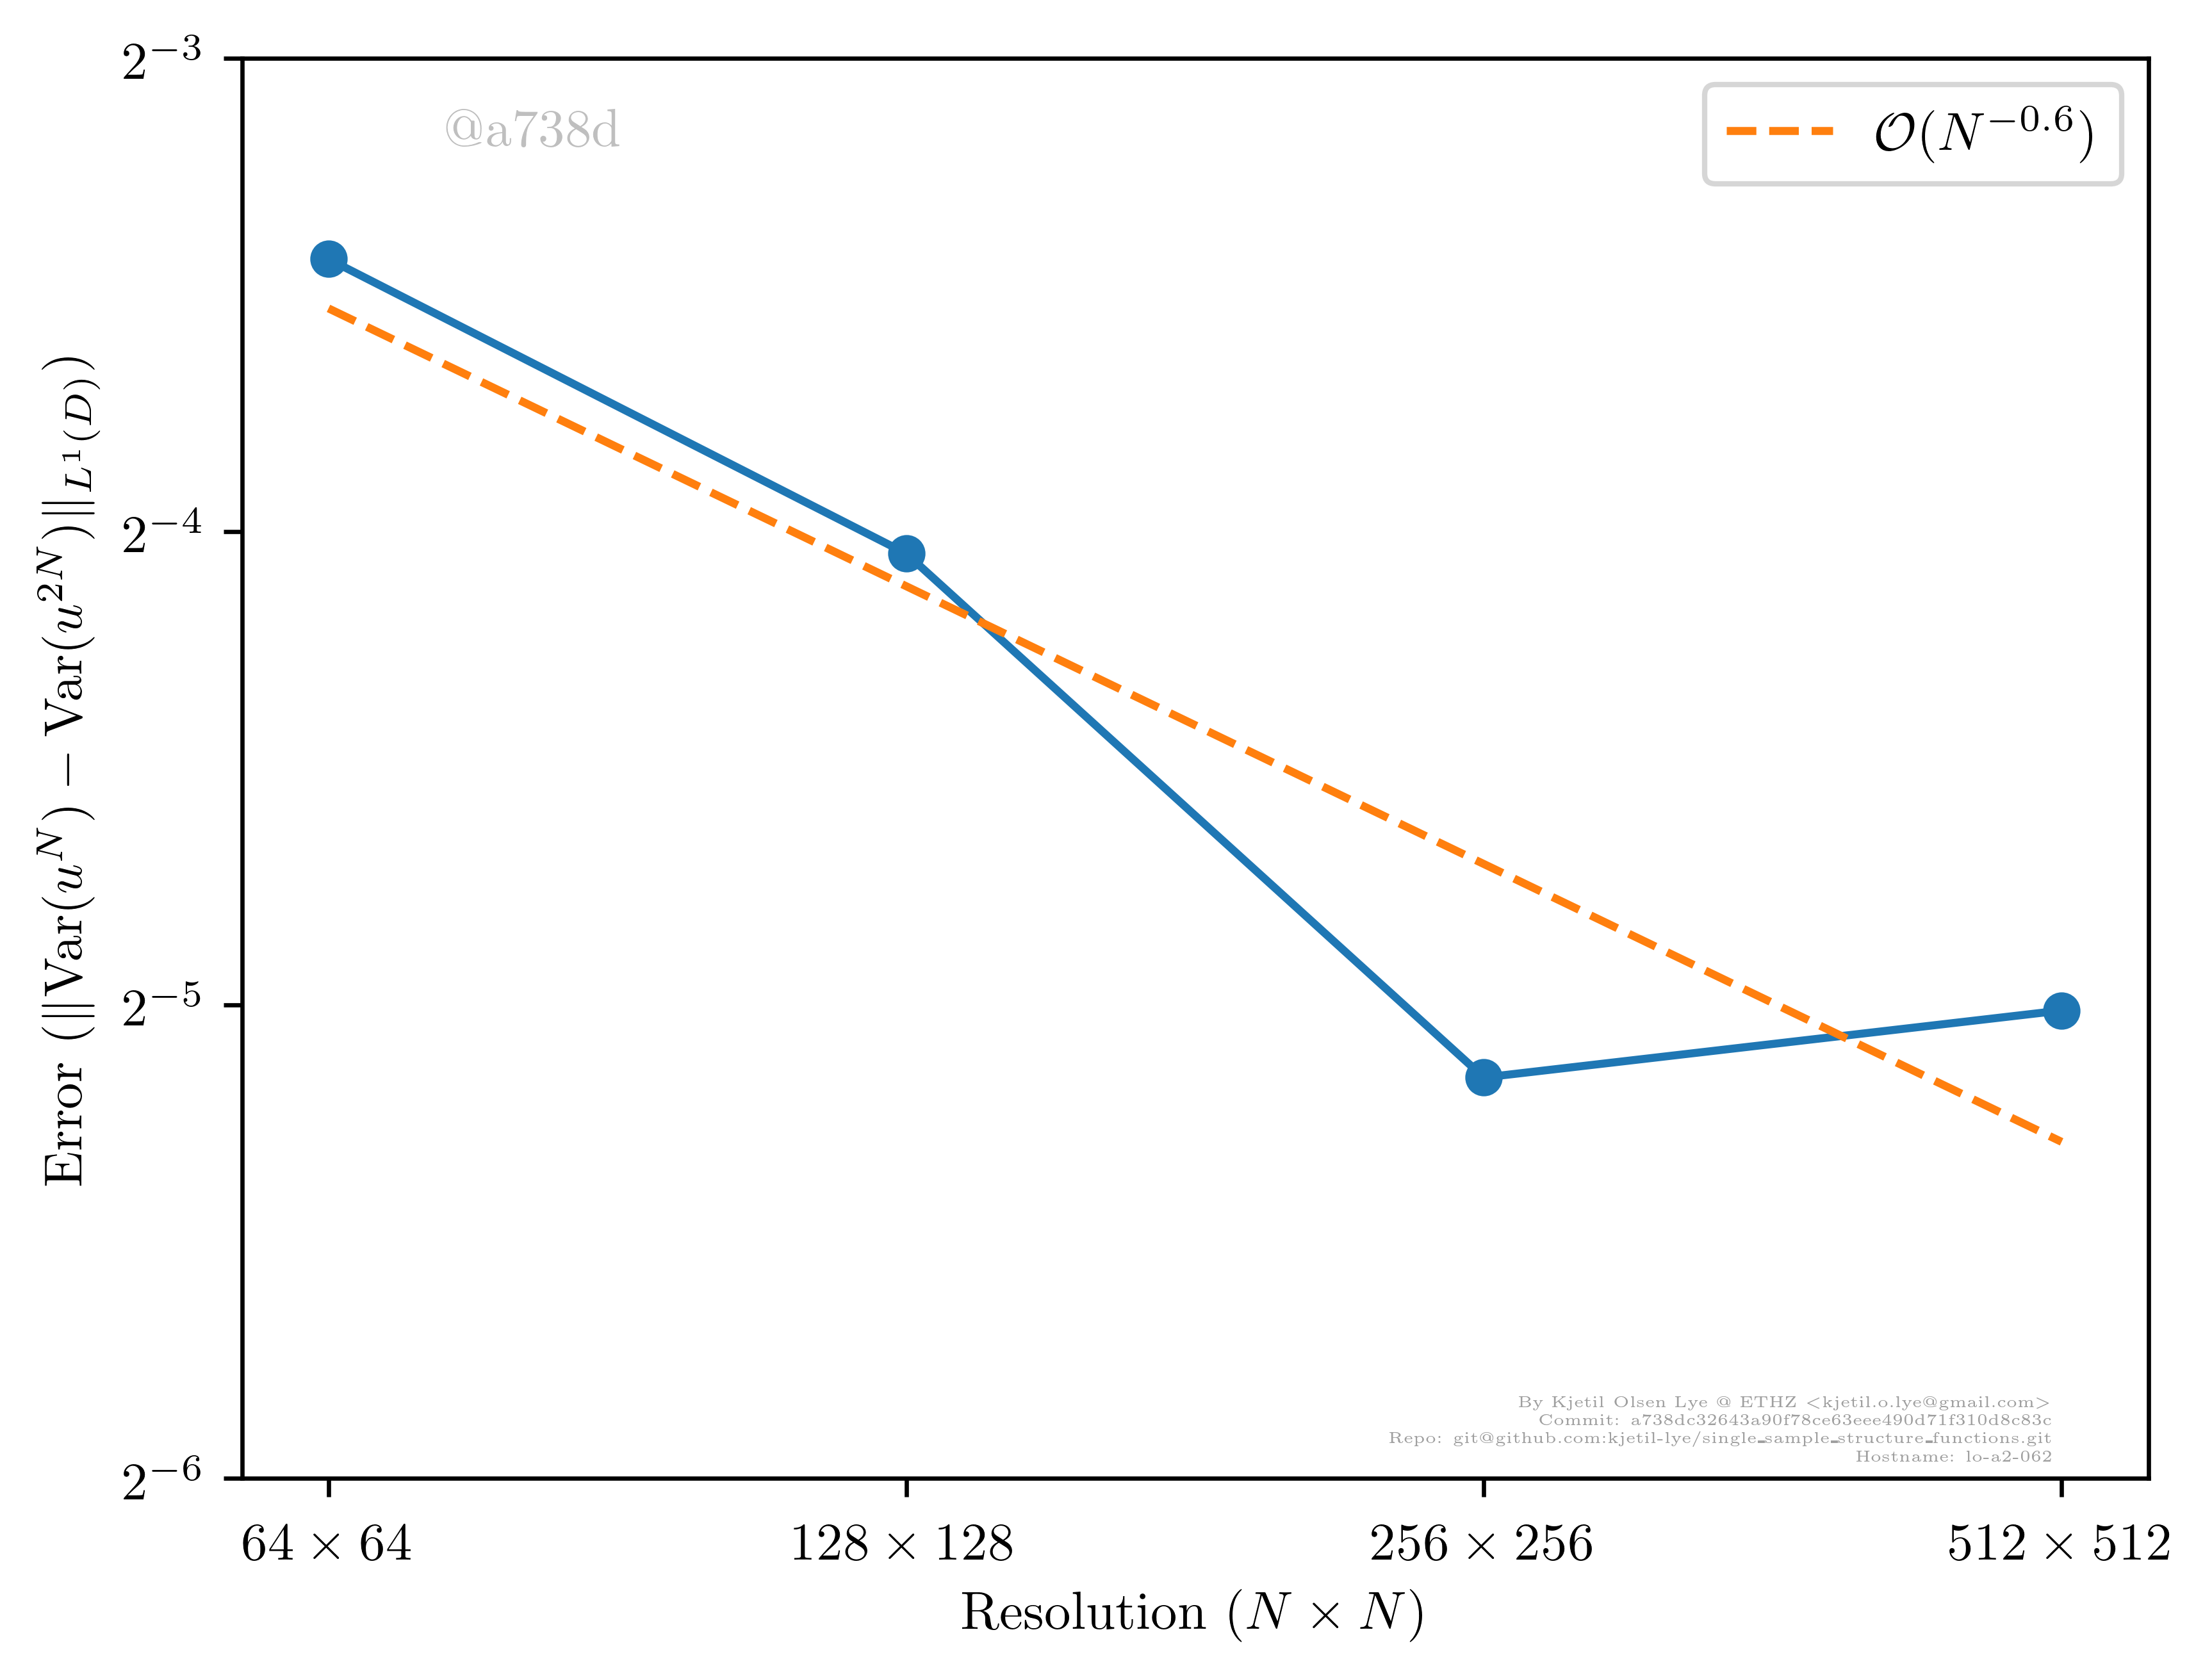 2^{-3}
@a738d
\mathcal{O}(N^{-0.6})
2^{-4}
2^{-5}
2^{-6}
Error (‖Var(u^N) − Var(u^{2N})‖_{L^1(D)})
By Kjetil Olsen Lye @ ETHZ <kjetil.o.lye@gmail.com>
Commit: a738dc32643a90f78ce63eee490d71f310d8c83c
Repo: git@github.com:kjetil-lye/single_sample_structure_functions.git
Hostname: lo-a2-062
64 × 64
128 × 128
256 × 256
512 × 512
Resolution (N × N)